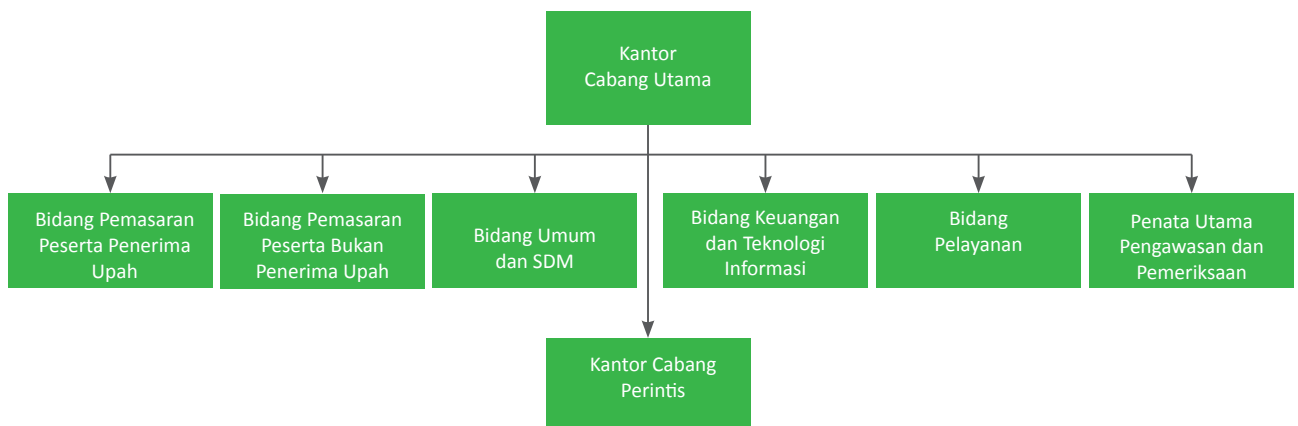 Kantor
Cabang Utama
Bidang Pemasaran
Peserta Penerima
Upah
Bidang Pemasaran
Peserta Bukan
Penerima Upah
Bidang Umum
dan SDM
Bidang Keuangan
dan Teknologi
Informasi
Bidang
Pelayanan
Penata Utama
Pengawasan dan
Pemeriksaan
Kantor Cabang
Perintis